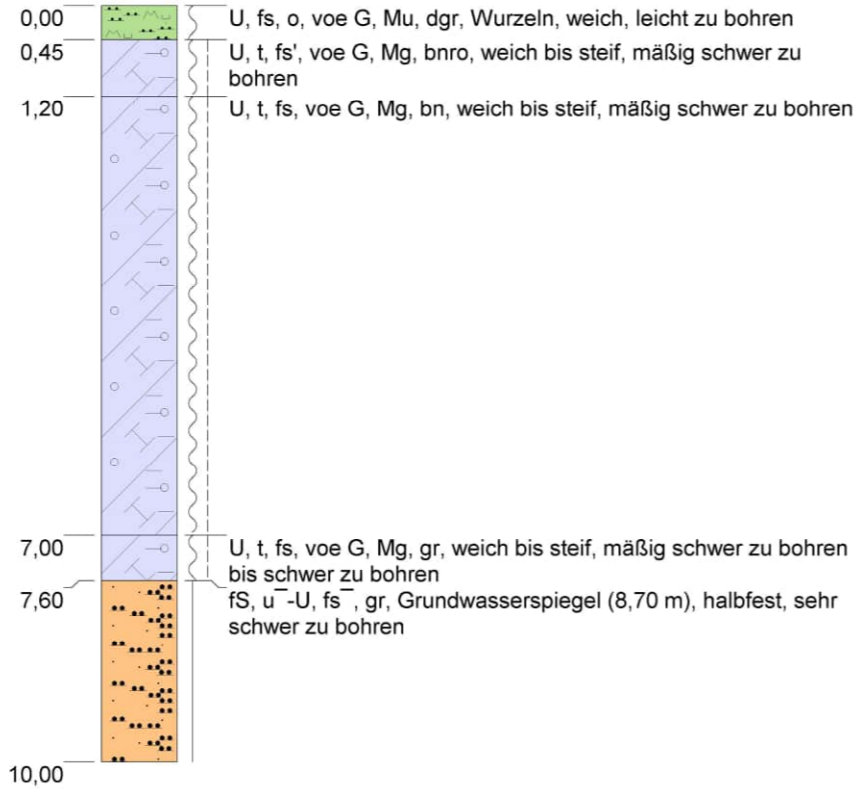 0,00 U, fs, o, voe G, Mu, dgr, Wurzeln, weich, leicht zu bohren
0,45 U, t, fs', voe G, Mg, bnro, weich bis steif, mäßig schwer zu
bohren
1,20 U, t, fs, voe G, Mg, bn, weich bis steif, mäßig schwer zu bohren
7,00 U, t, fs, voe G, Mg, gr, weich bis steif, mäßig schwer zu bohren
bis schwer zu bohren
7,60 fS, u¯-U, fs¯, gr, Grundwasserspiegel (8,70 m), halbfest, sehr
schwer zu bohren
10,00